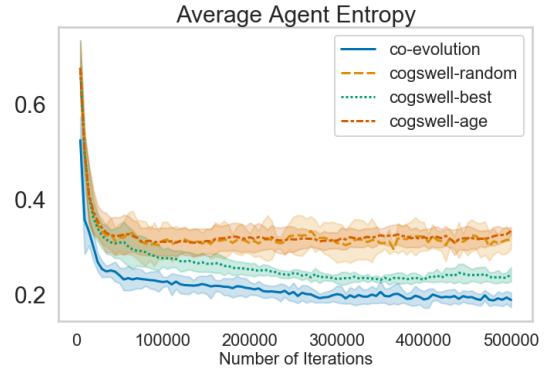 Average Agent Entropy
co-evolution
cogswell-random
cogswell-best
cogswell-age
0.6
0.4
0.2
0 100000 200000 300000 400000 500000
Number of Iterations